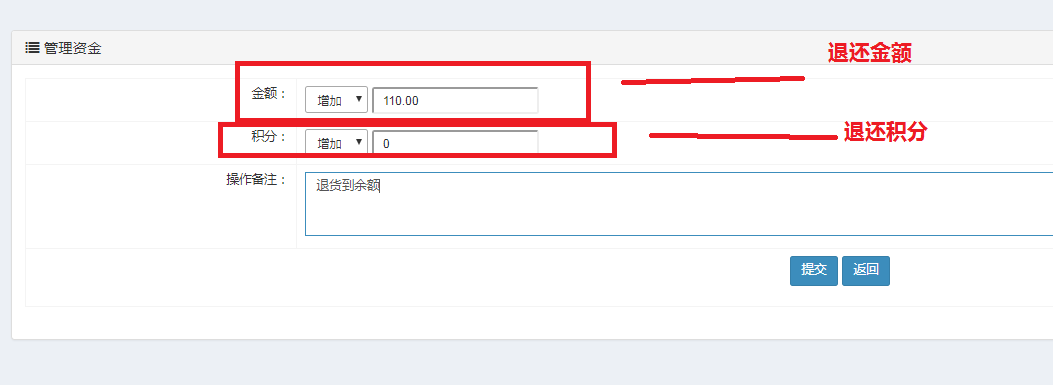 管理资金
退还金额
金额： 增加 110.00
积分： 增加 0
退还积分
操作备注： 退货到余额
提交 返回